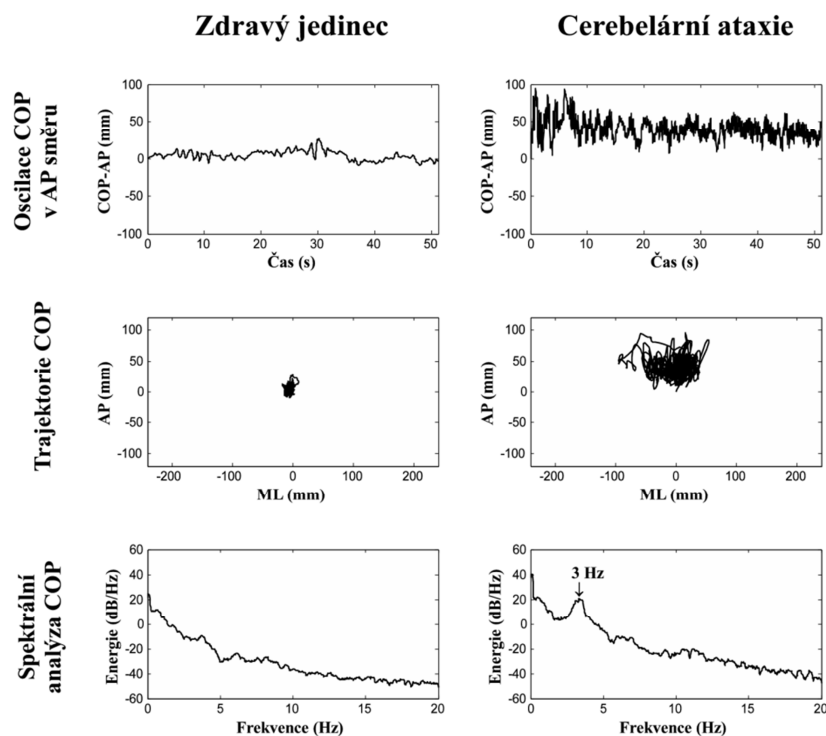 Zdravý jedinec
Cerebelární ataxie
Oscilace COP
v AP směru
COP-AP (mm)
100
50
0
-50
-100
0 10 20 30 40 50
Čas (s)
COP-AP (mm)
100
50
0
-50
-100
0 10 20 30 40 50
Čas (s)
Trajektorie COP
AP (mm)
100
50
0
-50
-100
-200 -100 0 100 200
ML (mm)
AP (mm)
100
50
0
-50
-100
-200 -100 0 100 200
ML (mm)
Spektrální
analýza COP
Energie (dB/Hz)
60
40
20
0
-20
-40
-60
0 5 10 15 20
Frekvence (Hz)
Energie (dB/Hz)
60
40
20
0
-20
-40
-60
3 Hz
0 5 10 15 20
Frekvence (Hz)